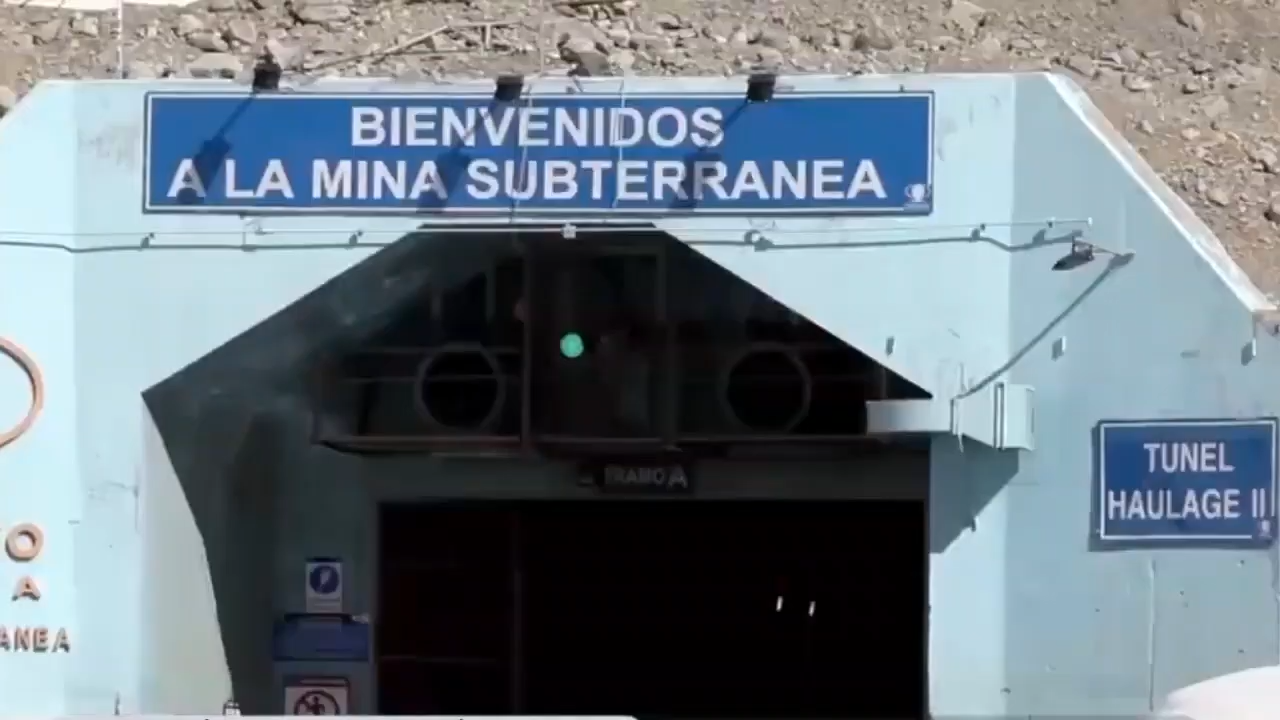 BIENVENIDOS
A LA MINA SUBTERRANEA
TUNEL
HAULAGE II
TRAMO A
O
A
ANEA